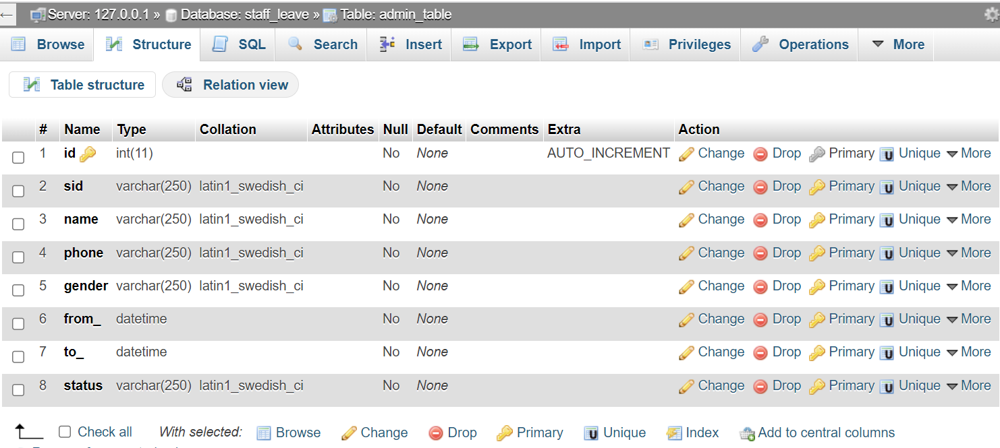 ← Server: 127.0.0.1 » Database: staff_leave » Table: admin_table
Browse Structure SQL Search Insert Export Import Privileges Operations More
Table structure Relation view
# Name Type Collation Attributes Null Default Comments Extra Action
1 id int(11) No None AUTO_INCREMENT Change Drop Primary Unique More
2 sid varchar(250) latin1_swedish_ci No None Change Drop Primary Unique More
3 name varchar(250) latin1_swedish_ci No None Change Drop Primary Unique More
4 phone varchar(250) latin1_swedish_ci No None Change Drop Primary Unique More
5 gender varchar(250) latin1_swedish_ci No None Change Drop Primary Unique More
6 from_ datetime No None Change Drop Primary Unique More
7 to_ datetime No None Change Drop Primary Unique More
8 status varchar(250) latin1_swedish_ci No None Change Drop Primary Unique More
Check all With selected: Browse Change Drop Primary Unique Index Add to central columns